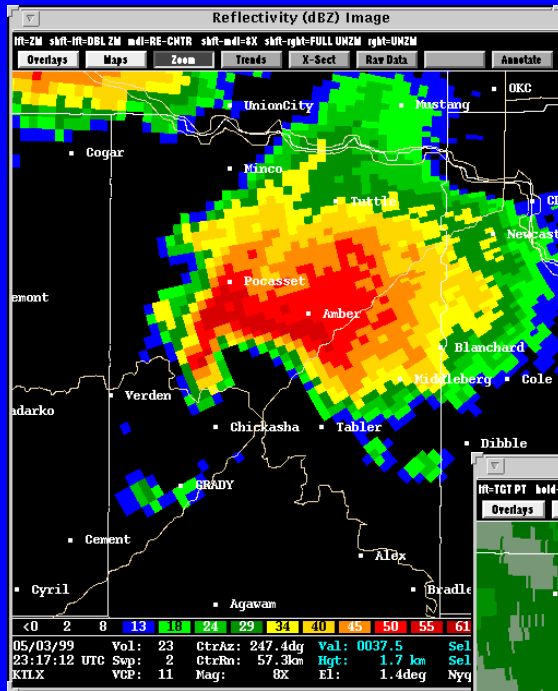 Reflectivity (dBZ) Image
lft=ZM shft-lft=DBL ZM mdl=RE-CNTR shft-mdl=8X shft-rght=FULL UNZM rght=UNZM
Overlays Maps Zoom Trends X-Sect Raw Data Annotate
OKC
UnionCity Mustang
Cogar
Minco
Tuttle
Newcast
Pocasset
emont
Amber
Blanchard
Middleberg Cole
Verden
adarko
Chickasha Tabler
Dibble
lft=TGT PT hold-
GRADY
Overlays
Cement
Alex
Cyril Bradle
Agawam
<0 2 8 13 18 24 29 34 40 45 50 55 61
05/03/99 Vol: 23 CtrAz: 247.4dg Val: 0037.5 Sel
23:17:12 UTC Swp: 2 CtrRn: 57.3km Hgt: 1.7 km Sel
KTLX VCP: 11 Mag: 8X El: 1.4deg Nyq